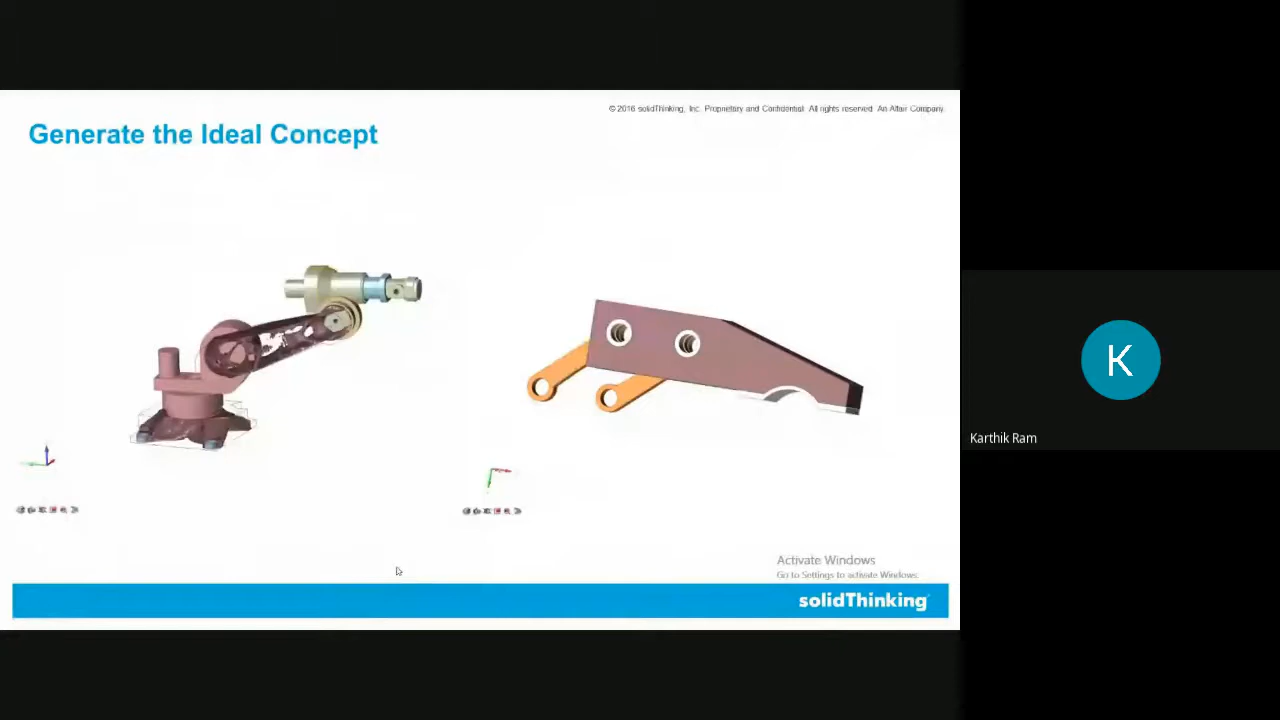 © 2016 solidThinking, Inc. Proprietary and Confidential. All rights reserved. An Altair Company.
Generate the Ideal Concept
K
Karthik Ram
Activate Windows
Go to Settings to activate Windows.
solidThinking